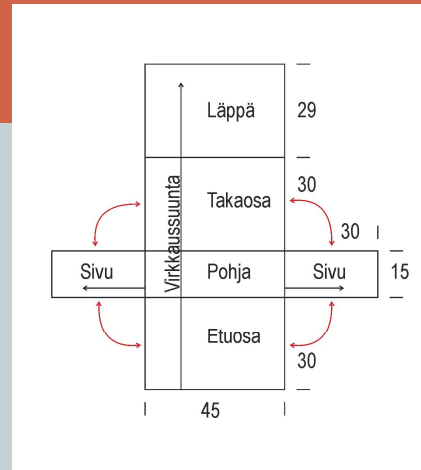 Läppä
29
Virkkaussuunta
Takaosa
30
30
Sivu
Pohja
Sivu
15
Etuosa
30
45